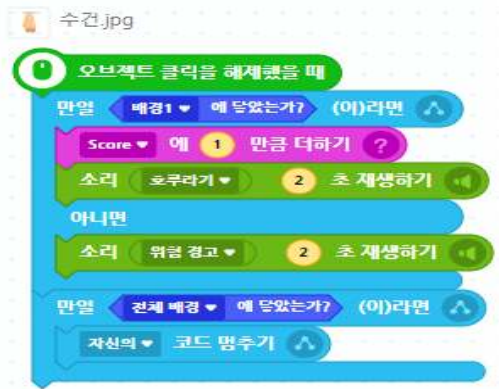 수건.jpg
오브젝트 클릭을 해제했을 때
만일 배경1 에 닿았는가? (이)라면
Score 에 1 만큼 더하기 ?
소리 호루라기 2 초 재생하기
아니면
소리 위험 경고 2 초 재생하기
만일 전체 배경 에 닿았는가? (이)라면
자신의 코드 멈추기